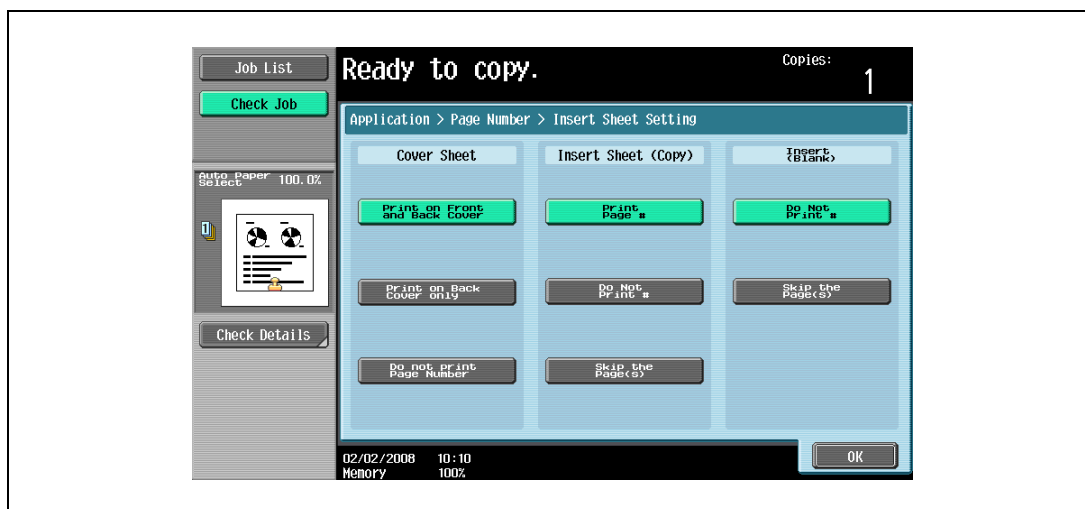 Job List
Check Job
Ready to copy.
Copies:
1
Application > Page Number > Insert Sheet Setting
Cover Sheet
Insert Sheet (Copy)
Insert
(Blank)
Auto Paper
Select
100.0%
1
Print on Front
and Back Cover
Print
Page #
Do Not
Print #
Print on Back
Cover only
Do Not
Print #
Skip the
Page(s)
Do not print
Page Number
Skip the
Page(s)
Check Details
02/02/2008 10:10
Memory 100%
OK